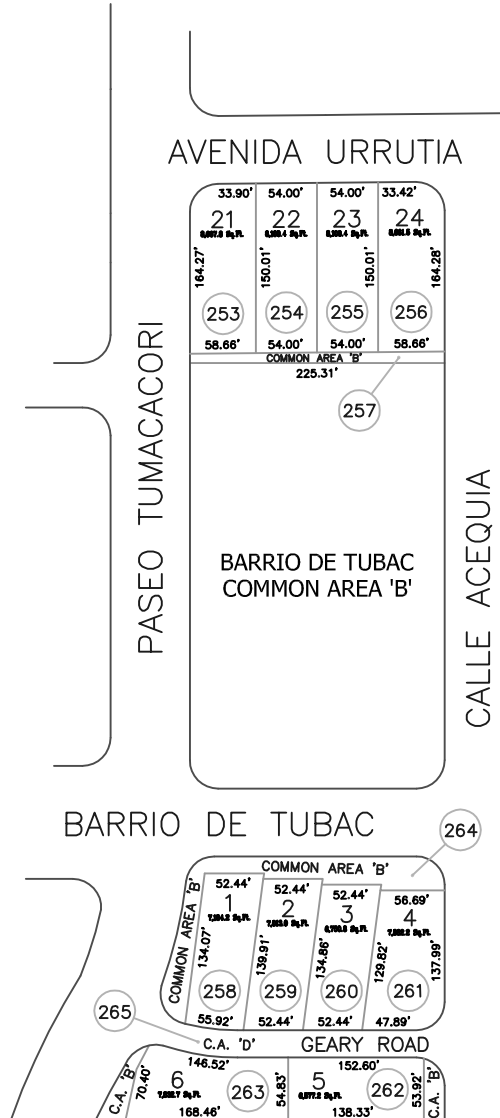 AVENIDA URRUTIA
33.90' 54.00' 54.00' 33.42'
21 22 23 24
164.27' 150.01' 150.01' 164.28'
253 254 255 256
58.66' 54.00' 54.00' 58.66'
COMMON AREA 'B'
225.31'
257
PASEO TUMACACORI
BARRIO DE TUBAC
COMMON AREA 'B'
CALLE ACEQUIA
BARRIO DE TUBAC
264
COMMON AREA 'B'
COMMON AREA 'B'
52.44' 52.44' 52.44' 56.69'
1 2 3 4
134.07' 139.91' 134.86' 129.82' 137.99'
258 259 260 261
55.92' 52.44' 52.44' 47.89'
265
C.A. 'D' GEARY ROAD
146.52' 152.60'
C.A. 'B' 70.40' 6 263 54.83' 5 262 53.92' C.A. 'B'
168.46' 138.33'